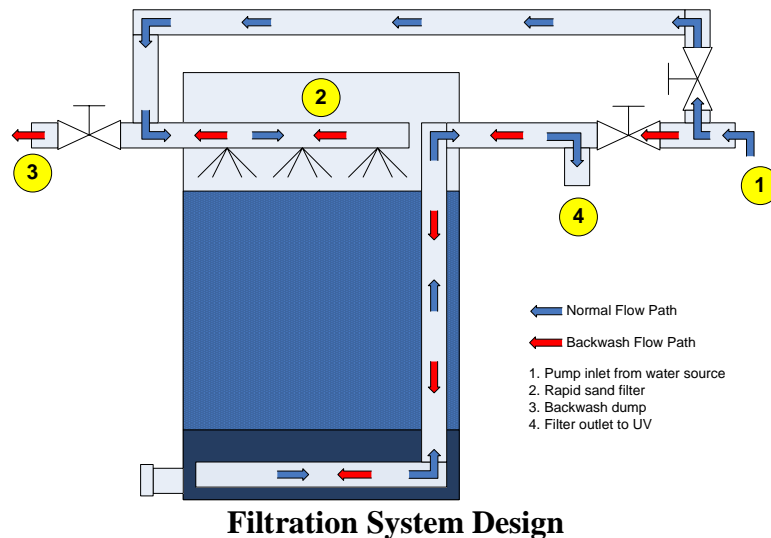 2
3
4
1
Normal Flow Path
Backwash Flow Path
1. Pump inlet from water source
2. Rapid sand filter
3. Backwash dump
4. Filter outlet to UV
Filtration System Design